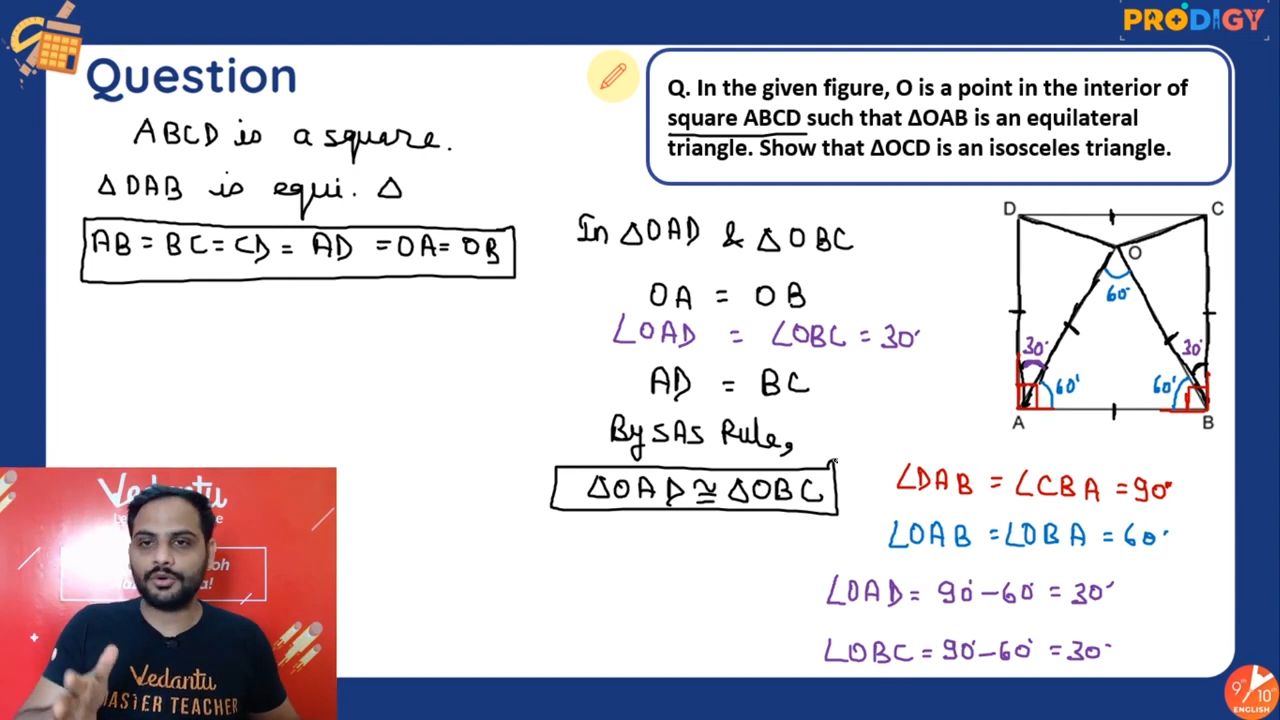 PRODIGY
Question
Q. In the given figure, O is a point in the interior of
square ABCD such that ΔOAB is an equilateral
triangle. Show that ΔOCD is an isosceles triangle.
ABCD is a square.
Δ OAB is equi. Δ
AB = BC = CD = AD = OA = OB
In ΔOAD & ΔOBC
OA = OB
∠OAD = ∠OBC = 30°
AD = BC
By SAS Rule,
ΔOAD ≅ ΔOBC
D
C
O
60°
30°
30°
60°
60°
A
B
∠DAB = ∠CBA = 90°
∠OAB = ∠OBA = 60°
∠OAD = 90° – 60° = 30°
∠OBC = 90° – 60° = 30°
Vedantu
MASTER TEACHER
9th 10th
ENGLISH